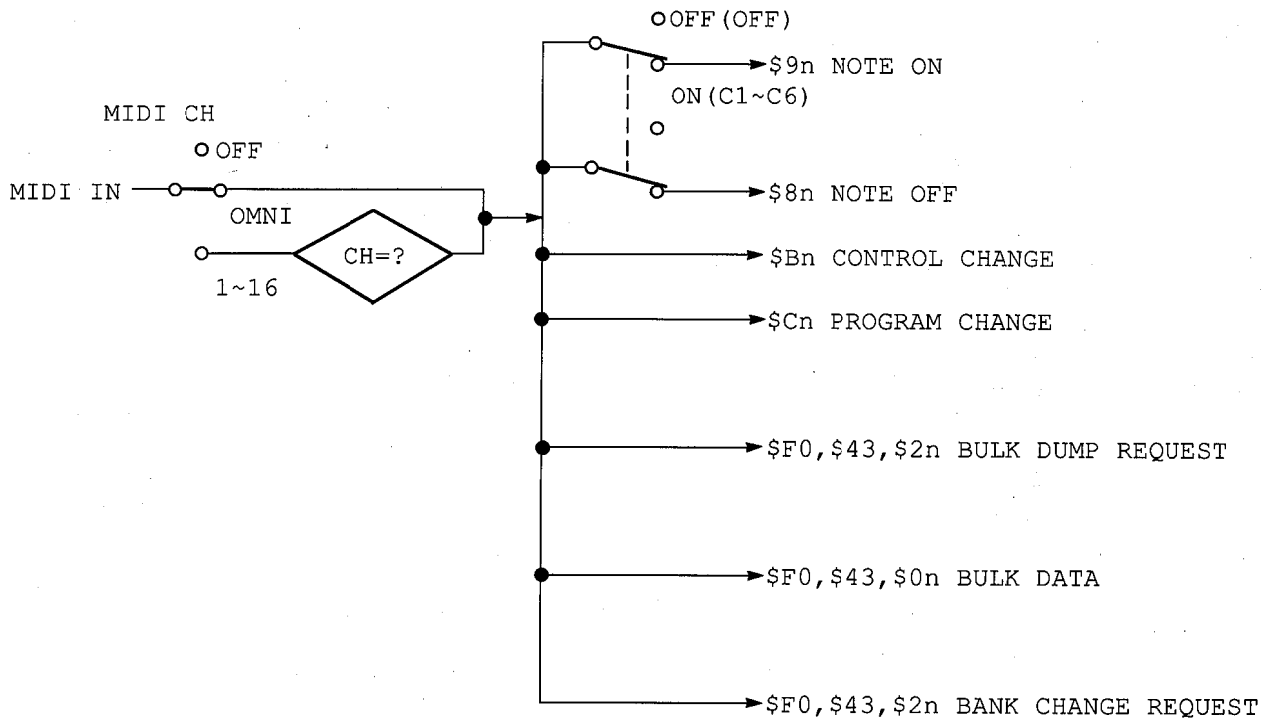 OFF(OFF)
$9n NOTE ON
ON(C1~C6)
MIDI CH
OFF
MIDI IN
$8n NOTE OFF
OMNI
CH=?
$Bn CONTROL CHANGE
1~16
$Cn PROGRAM CHANGE
$F0,$43,$2n BULK DUMP REQUEST
$F0,$43,$0n BULK DATA
$F0,$43,$2n BANK CHANGE REQUEST